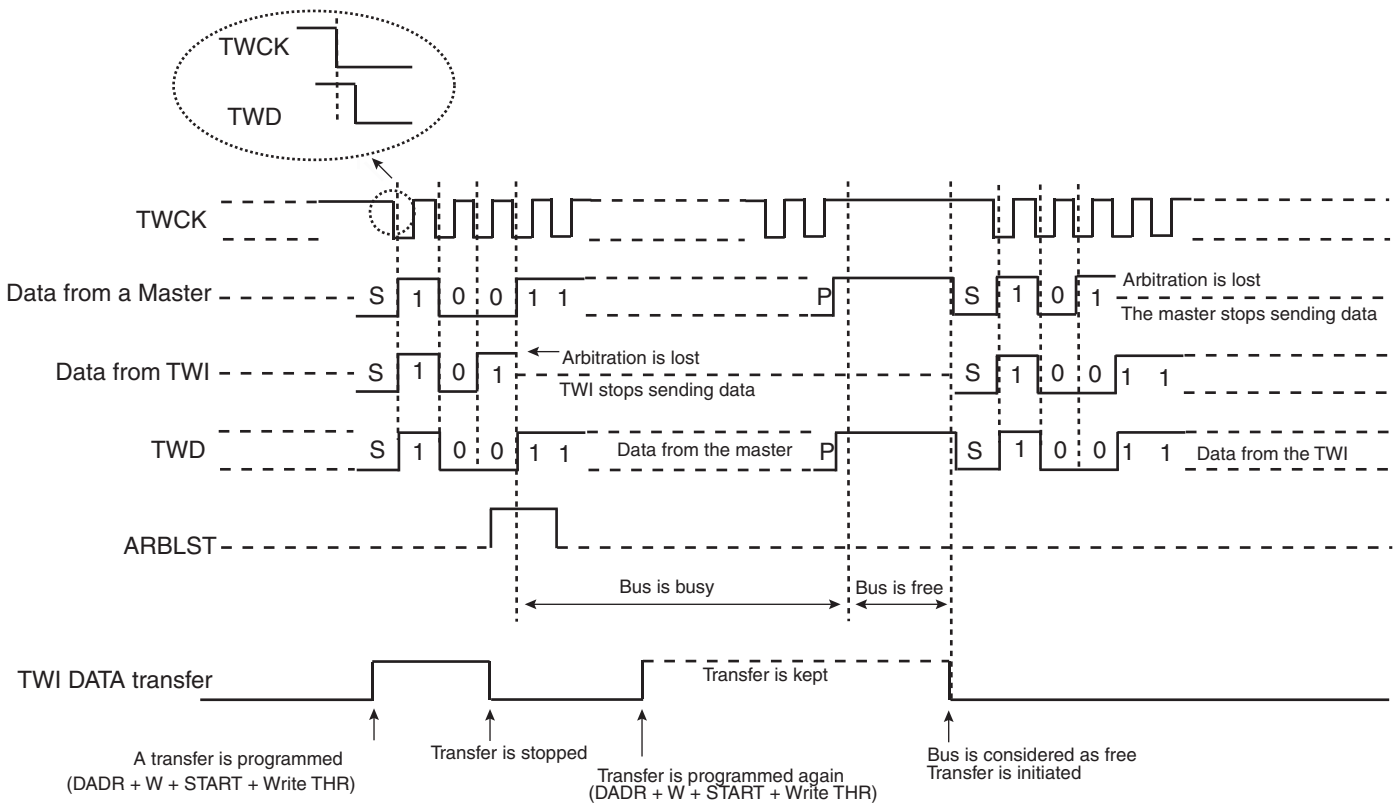 TWCK
TWD
TWCK
Data from a Master S 1 0 0 1 1 P S 1 0 1 Arbitration is lost
The master stops sending data
Data from TWI S 1 0 1 Arbitration is lost S 1 0 0 1 1
TWI stops sending data
TWD S 1 0 0 1 1 Data from the master P S 1 0 0 1 1 Data from the TWI
ARBLST
Bus is busy Bus is free
TWI DATA transfer Transfer is kept
A transfer is programmed
(DADR + W + START + Write THR)
Transfer is stopped
Transfer is programmed again
(DADR + W + START + Write THR)
Bus is considered as free
Transfer is initiated